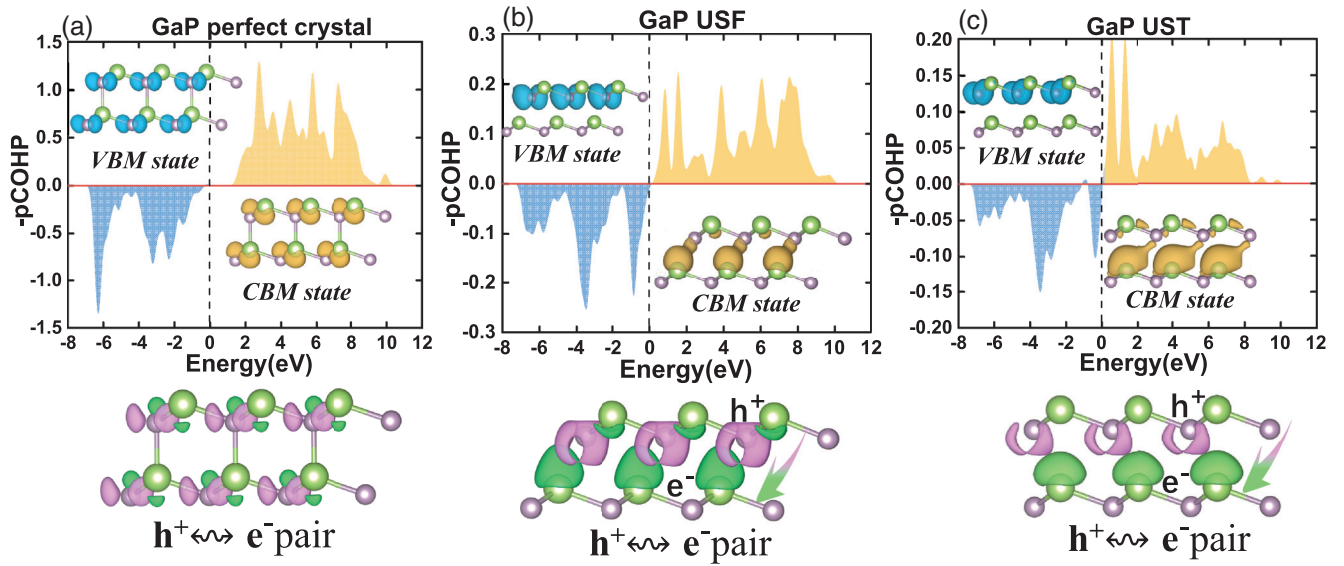 (a) GaP perfect crystal
-pCOHP
1.5
1.0
0.5
0.0
-0.5
-1.0
-1.5
VBM state
CBM state
-8 -6 -4 -2 0 2 4 6 8 10 12
Energy(eV)
h⁺ ↭ e⁻pair
(b) GaP USF
-pCOHP
0.3
0.2
0.1
0.0
-0.1
-0.2
-0.3
VBM state
CBM state
-8 -6 -4 -2 0 2 4 6 8 10 12
Energy(eV)
h⁺
e⁻
h⁺ ↭ e⁻pair
(c) GaP UST
-pCOHP
0.20
0.15
0.10
0.05
0.00
-0.05
-0.10
-0.15
-0.20
VBM state
CBM state
-8 -6 -4 -2 0 2 4 6 8 10 12
Energy(eV)
h⁺
e⁻
h⁺ ↭ e⁻pair